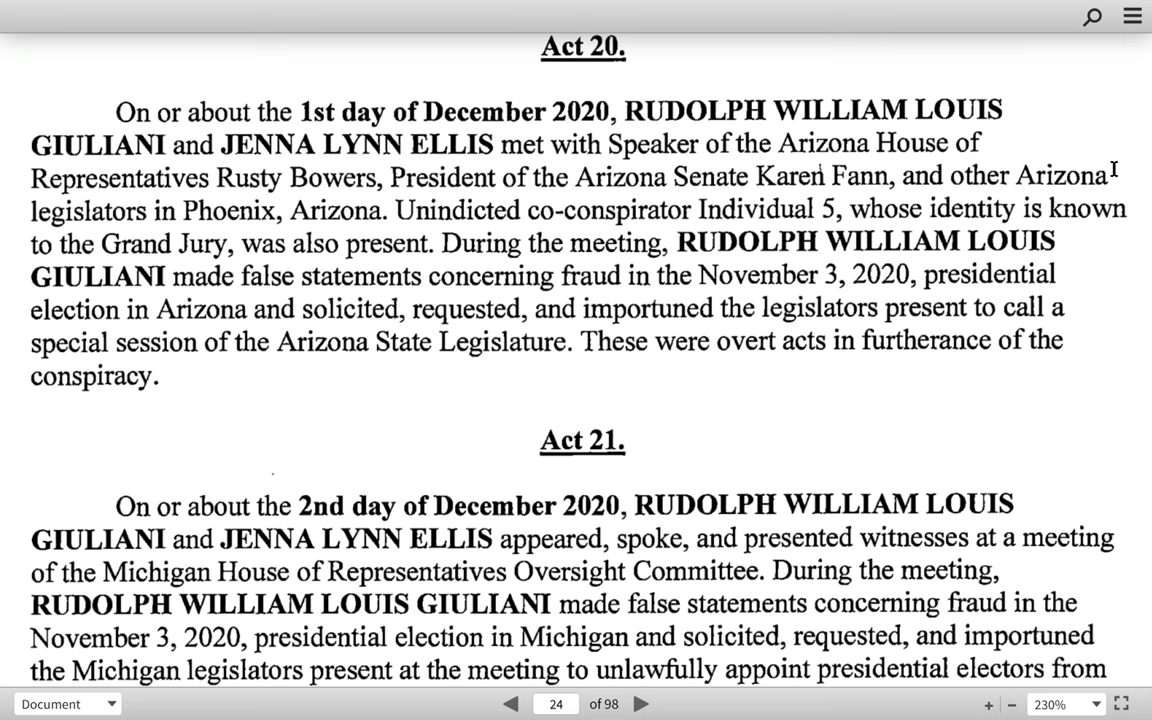 Act 20.
On or about the 1st day of December 2020, RUDOLPH WILLIAM LOUIS
GIULIANI and JENNA LYNN ELLIS met with Speaker of the Arizona House of
Representatives Rusty Bowers, President of the Arizona Senate Karen Fann, and other Arizona
legislators in Phoenix, Arizona. Unindicted co-conspirator Individual 5, whose identity is known
to the Grand Jury, was also present. During the meeting, RUDOLPH WILLIAM LOUIS
GIULIANI made false statements concerning fraud in the November 3, 2020, presidential
election in Arizona and solicited, requested, and importuned the legislators present to call a
special session of the Arizona State Legislature. These were overt acts in furtherance of the
conspiracy.
Act 21.
On or about the 2nd day of December 2020, RUDOLPH WILLIAM LOUIS
GIULIANI and JENNA LYNN ELLIS appeared, spoke, and presented witnesses at a meeting
of the Michigan House of Representatives Oversight Committee. During the meeting,
RUDOLPH WILLIAM LOUIS GIULIANI made false statements concerning fraud in the
November 3, 2020, presidential election in Michigan and solicited, requested, and importuned
the Michigan legislators present at the meeting to unlawfully appoint presidential electors from
Document 24 of 98 + − 230%